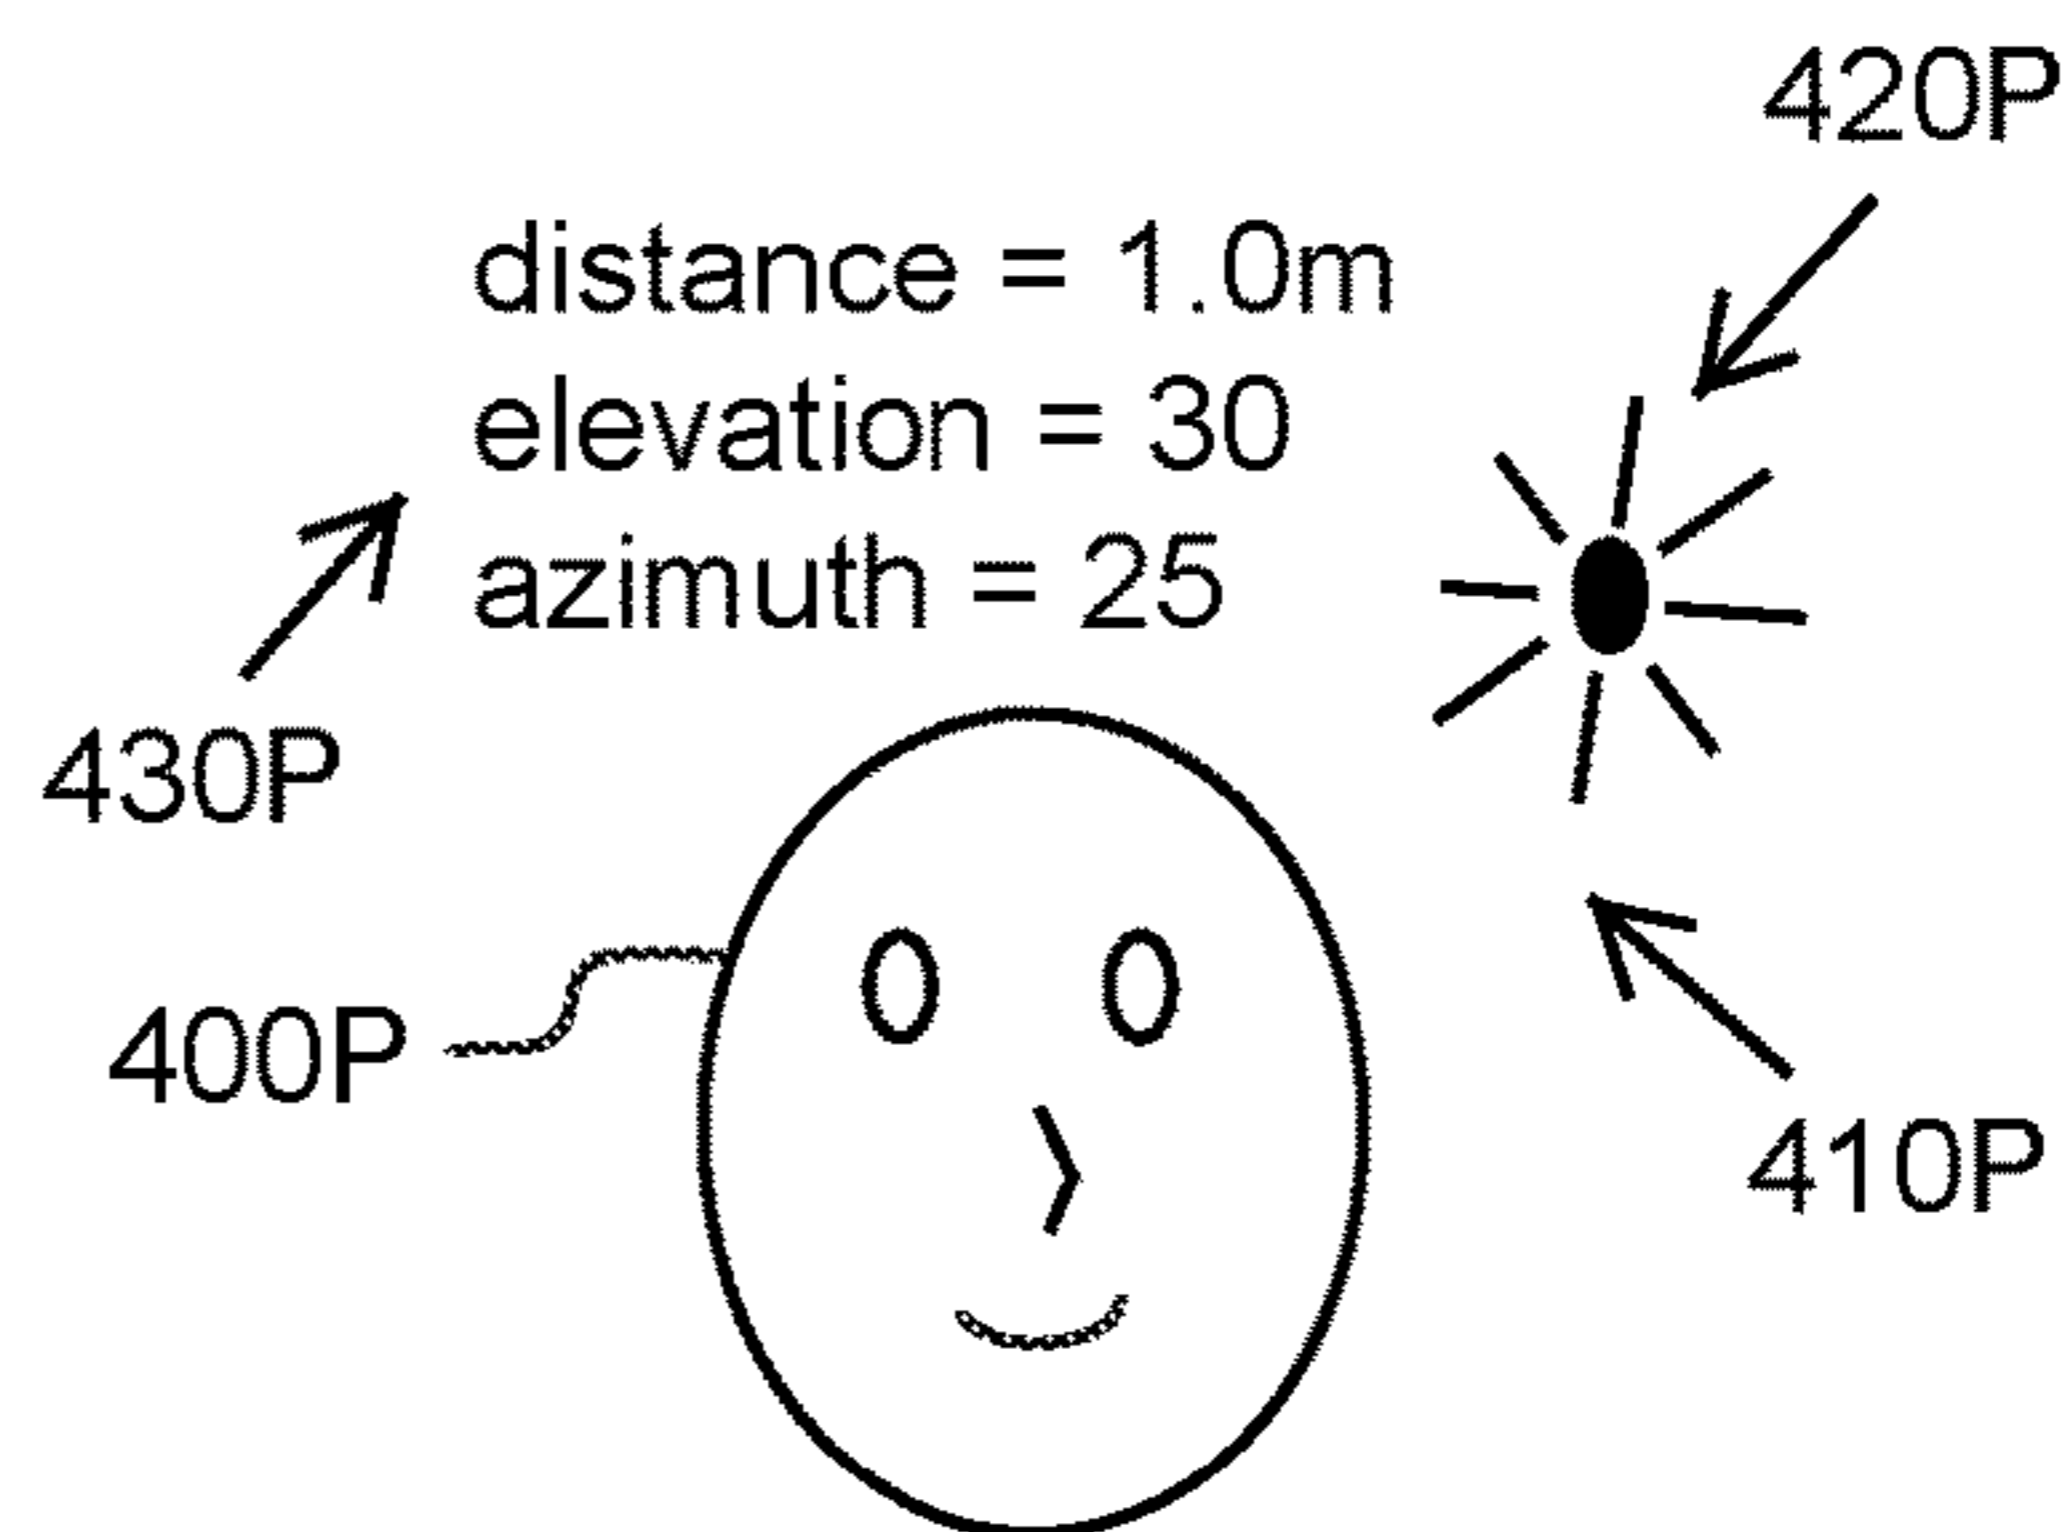 420P
distance = 1.0m
elevation = 30
azimuth = 25
430P
400P
410P